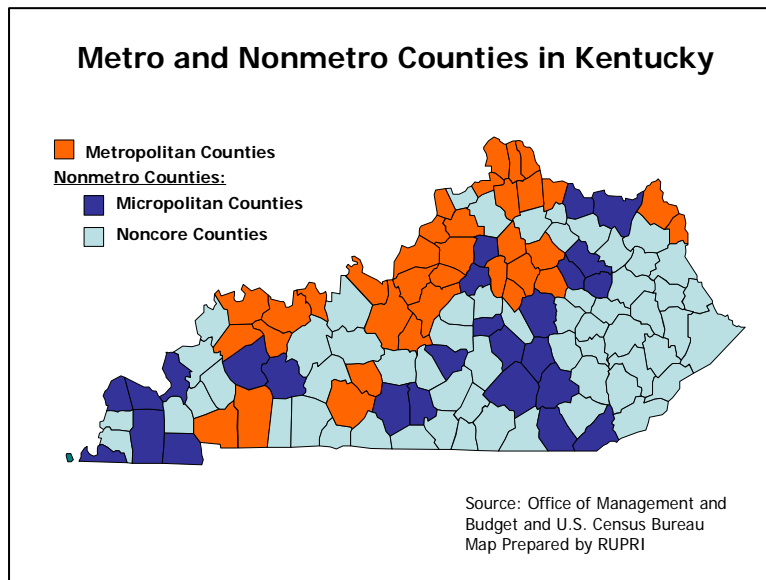 Metro and Nonmetro Counties in Kentucky
Metropolitan Counties
Nonmetro Counties:
Micropolitan Counties
Noncore Counties
Source: Office of Management and
Budget and U.S. Census Bureau
Map Prepared by RUPRI